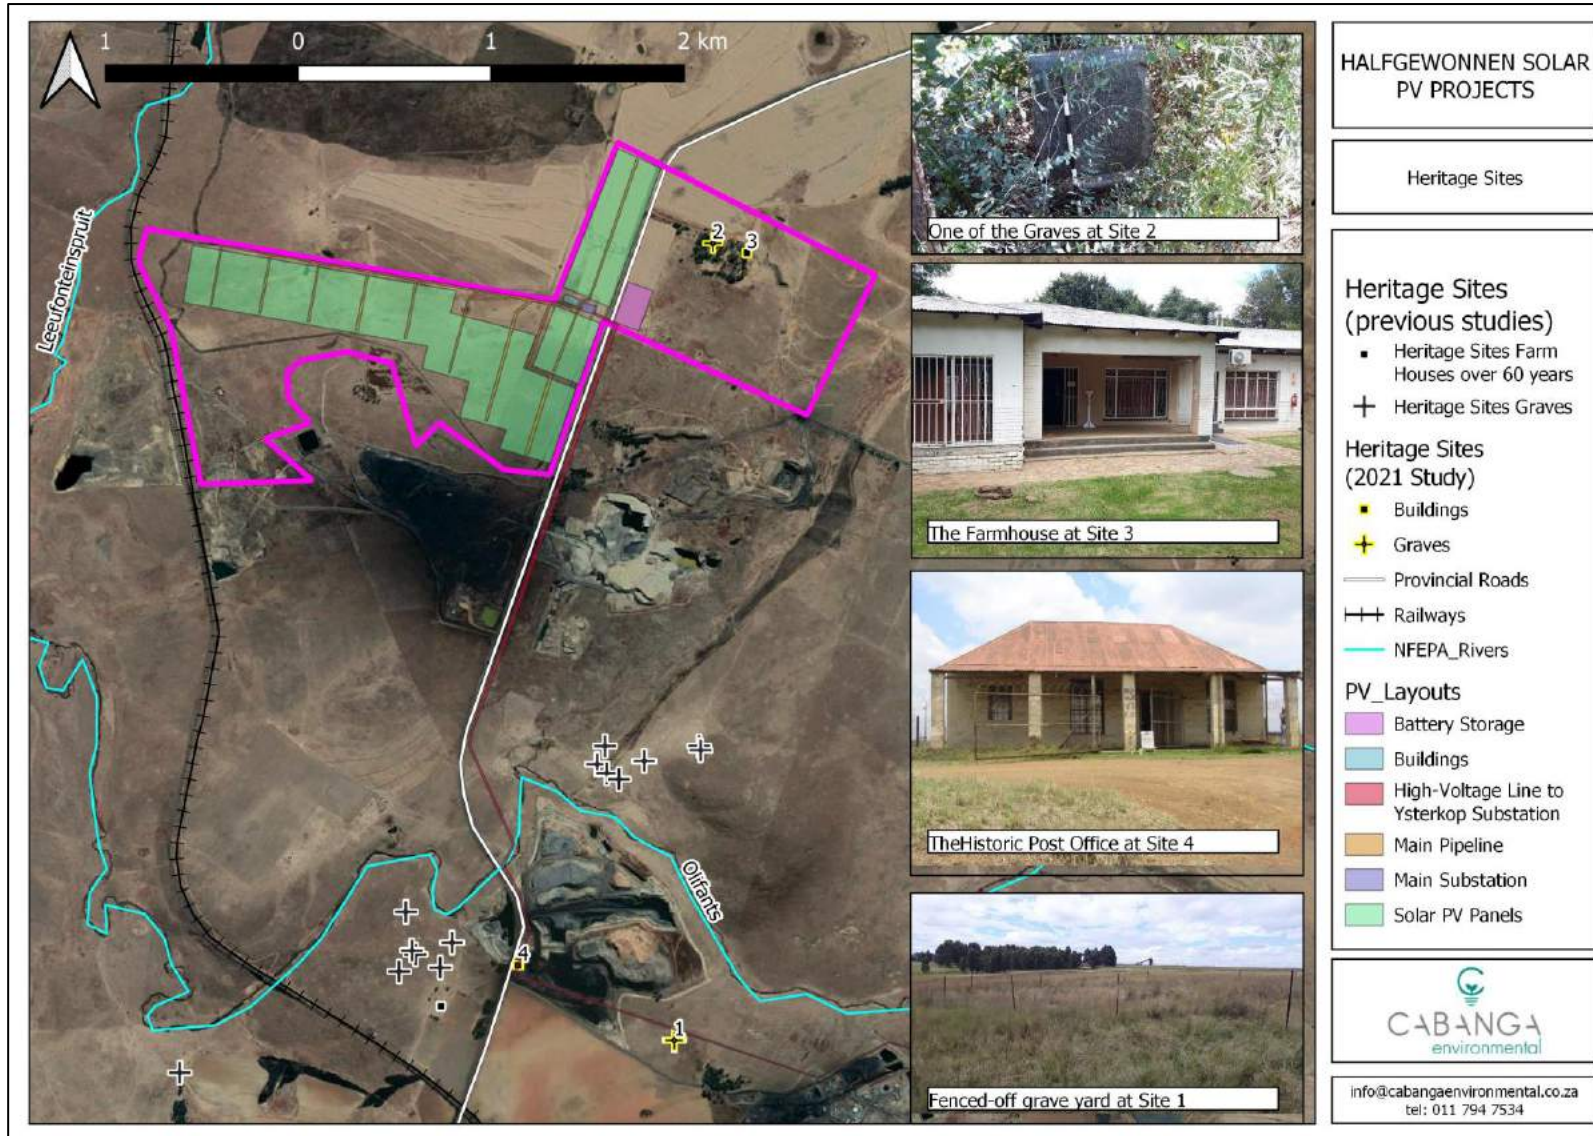 1 0 1 2 km
Leeufonteinspruit
2
3
Olifants
4
1
One of the Graves at Site 2
The Farmhouse at Site 3
TheHistoric Post Office at Site 4
Fenced-off grave yard at Site 1
HALFGEWONNEN SOLAR
PV PROJECTS
Heritage Sites
Heritage Sites
(previous studies)
Heritage Sites Farm
Houses over 60 years
Heritage Sites Graves
Heritage Sites
(2021 Study)
Buildings
Graves
Provincial Roads
Railways
NFEPA_Rivers
PV_Layouts
Battery Storage
Buildings
High-Voltage Line to
Ysterkop Substation
Main Pipeline
Main Substation
Solar PV Panels
CABANGA
environmental
info@cabangaenvironmental.co.za
tel: 011 794 7534